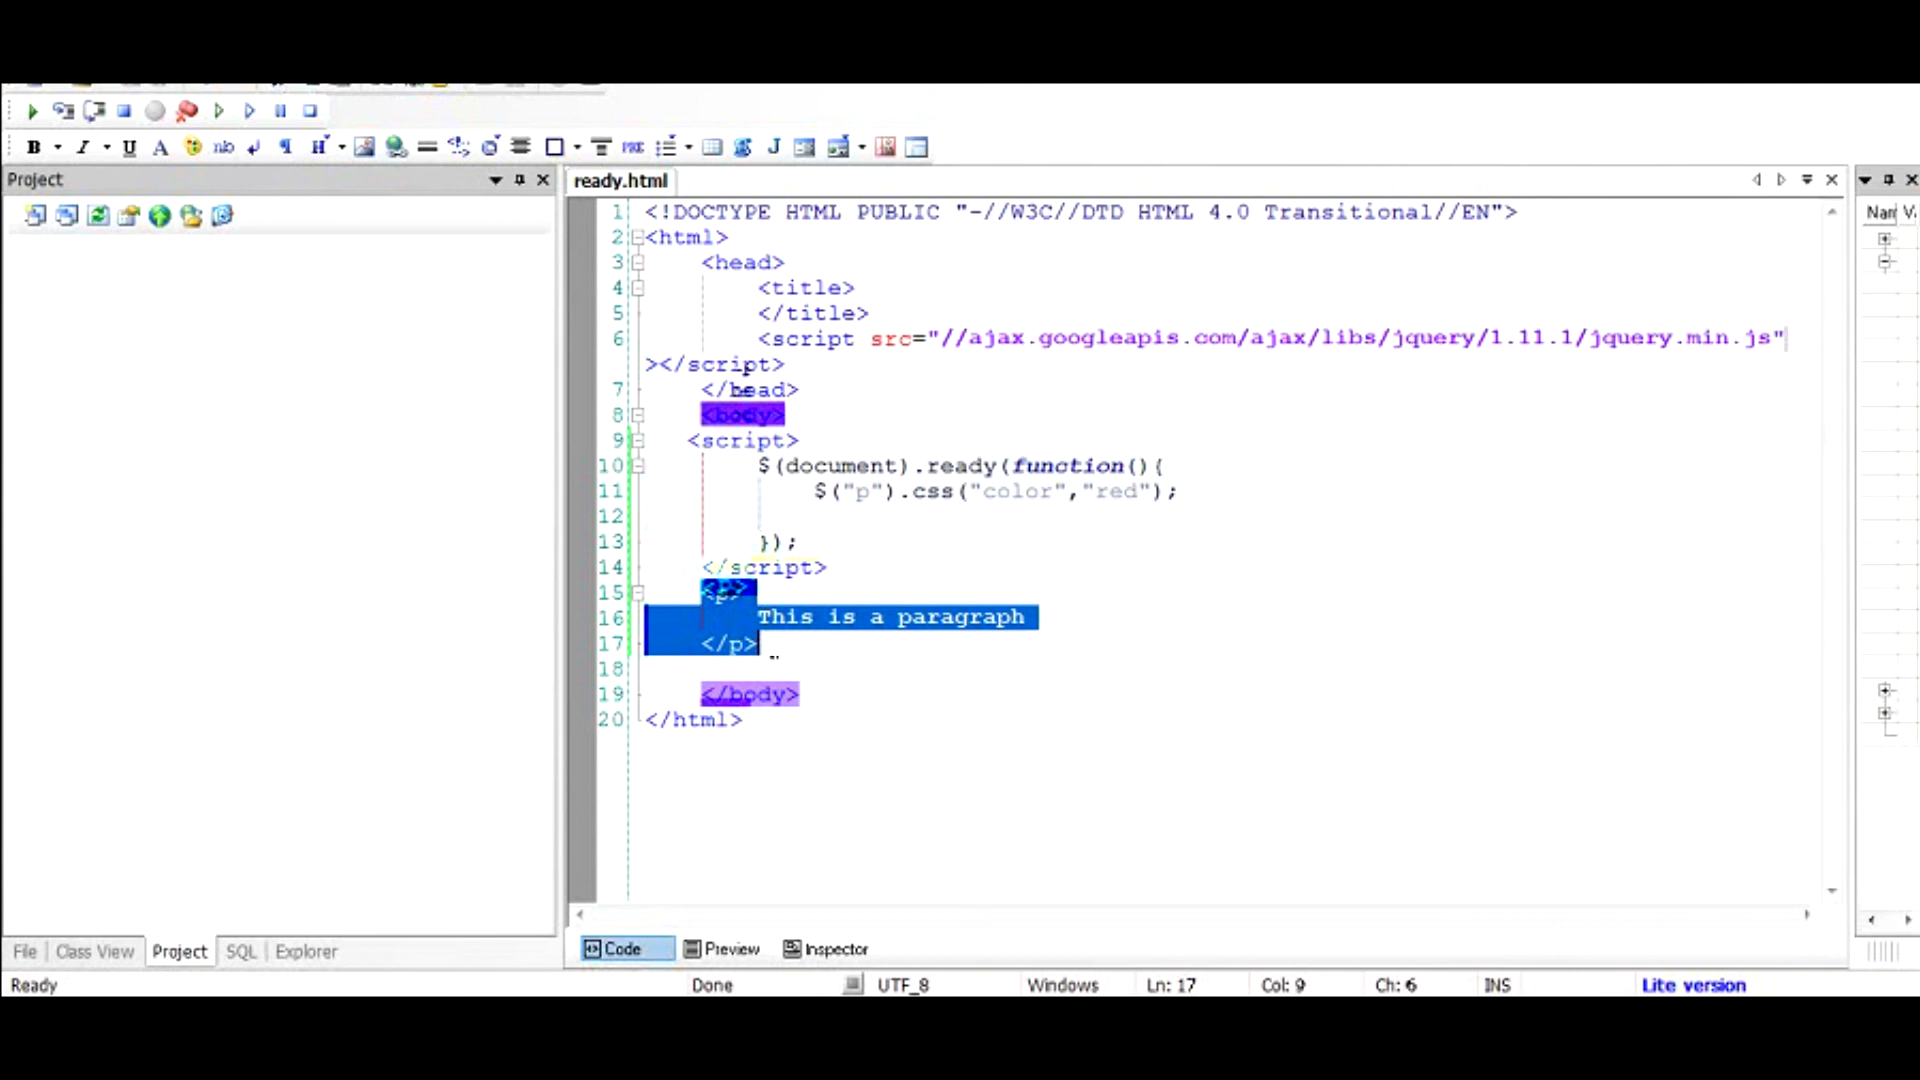 B I U A nb ¶ H PRE J
Project
ready.html
Nam V
1 <!DOCTYPE HTML PUBLIC "-//W3C//DTD HTML 4.0 Transitional//EN">
2 <html>
3 <head>
4 <title>
5 </title>
6 <script src="//ajax.googleapis.com/ajax/libs/jquery/1.11.1/jquery.min.js"
></script>
7 </head>
8 <body>
9 <script>
10 $(document).ready(function(){
11 $("p").css("color","red");
12
13 });
14 </script>
15 <p>
16 This is a paragraph
17 </p>
18
19 </body>
20 </html>
File Class View Project SQL Explorer
Code Preview Inspector
Ready Done UTF_8 Windows Ln: 17 Col: 9 Ch: 6 INS Lite version